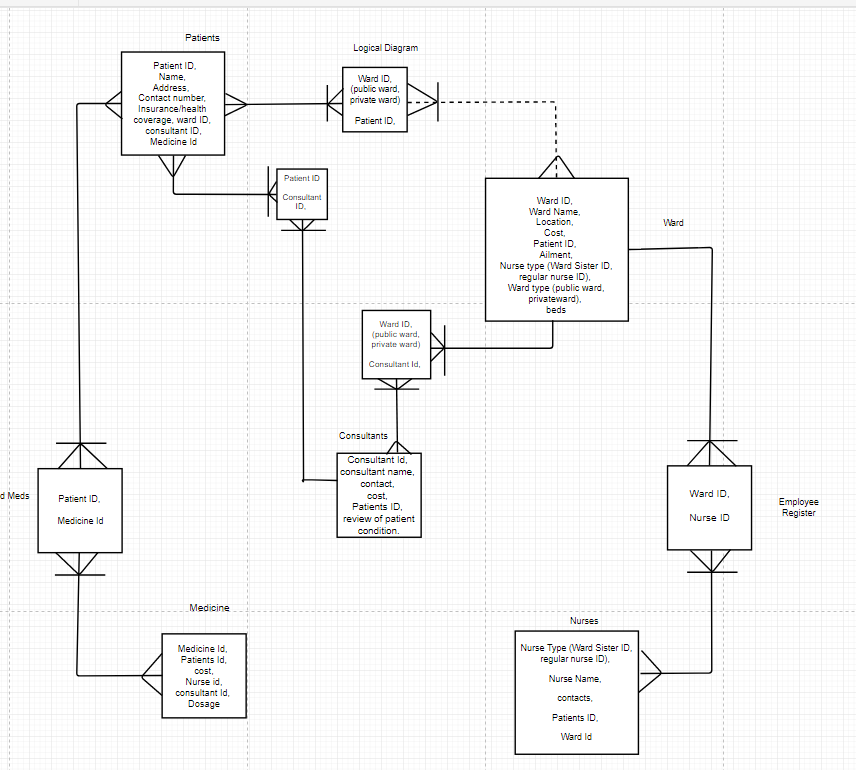 Patients
Patient ID,
Name,
Address,
Contact number,
Insurance/health
coverage, ward ID,
consultant ID,
Medicine Id
Logical Diagram
Ward ID,
(public ward,
private ward)
Patient ID,
Patient ID
Consultant
ID,
Ward
Ward ID,
Ward Name,
Location,
Cost,
Patient ID,
Ailment,
Nurse type (Ward Sister ID,
regular nurse ID),
Ward type (public ward,
privateward),
beds
Ward ID,
(public ward,
private ward)
Consultant Id,
Consultants
Consultant Id,
consultant name,
contact,
cost,
Patients ID,
review of patient
condition.
d Meds
Patient ID,
Medicine Id
Ward ID,
Nurse ID
Employee
Register
Medicine
Medicine Id,
Patients Id,
cost,
Nurse id,
consultant Id,
Dosage
Nurses
Nurse Type (Ward Sister ID,
regular nurse ID),
Nurse Name,
contacts,
Patients ID,
Ward Id